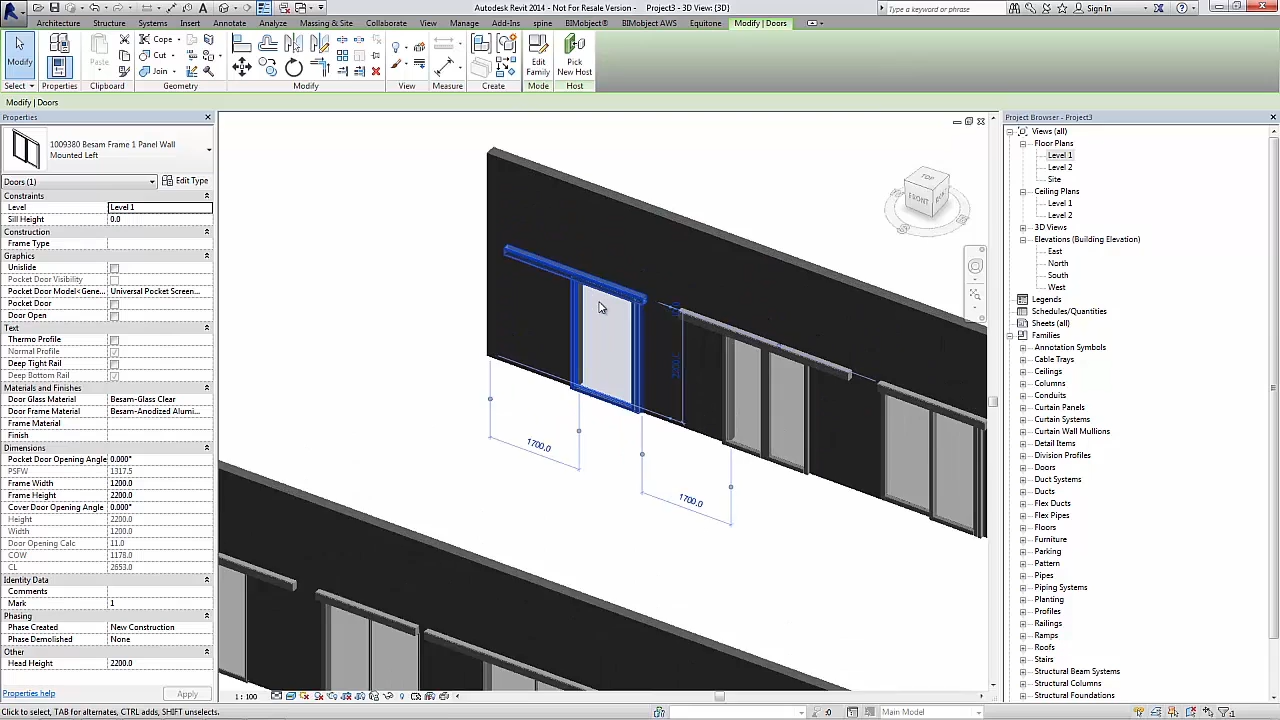 Autodesk Revit 2014 - Not For Resale Version - Project3 - 3D View: {3D}
Type a keyword or phrase
Sign In
Architecture Structure Systems Insert Annotate Analyze Massing & Site Collaborate View Manage Add-Ins spine BIMobject® BIMobject AWS Equitone Modify | Doors
Modify
Paste
Cope
Cut
Join
Edit Family
Pick New Host
Select Properties Clipboard Geometry Modify View Measure Create Mode Host
Modify | Doors
Properties
1009380 Besam Frame 1 Panel Wall
Mounted Left
Doors (1)
Edit Type
Constraints
Level Level 1
Sill Height 0.0
Construction
Frame Type
Graphics
Unislide
Pocket Door Visibility
Pocket Door Model<Gene... Universal Pocket Screen...
Pocket Door
Door Open
Text
Thermo Profile
Normal Profile
Deep Tight Rail
Deep Bottom Rail
Materials and Finishes
Door Glass Material Besam-Glass Clear
Door Frame Material Besam-Anodized Alumi...
Frame Material
Finish
Dimensions
Pocket Door Opening Angle 0.000°
PSFW 1317.5
Frame Width 1200.0
Frame Height 2200.0
Cover Door Opening Angle 0.000°
Height 2200.0
Width 1200.0
Door Opening Calc 11.0
COW 1178.0
CL 2653.0
Identity Data
Comments
Mark 1
Phasing
Phase Created New Construction
Phase Demolished None
Other
Head Height 2200.0
Properties help
Apply
TOP
FRONT
1700.0
1700.0
Project Browser - Project3
Views (all)
Floor Plans
Level 1
Level 2
Site
Ceiling Plans
Level 1
Level 2
3D Views
Elevations (Building Elevation)
East
North
South
West
Legends
Schedules/Quantities
Sheets (all)
Families
Annotation Symbols
Cable Trays
Ceilings
Columns
Conduits
Curtain Panels
Curtain Systems
Curtain Wall Mullions
Detail Items
Division Profiles
Doors
Duct Systems
Ducts
Flex Ducts
Flex Pipes
Floors
Furniture
Parking
Pattern
Pipes
Piping Systems
Planting
Profiles
Railings
Ramps
Roofs
Stairs
Structural Beam Systems
Structural Columns
Structural Foundations
1 : 100
Click to select, TAB for alternates, CTRL adds, SHIFT unselects.
:0
Main Model
:1